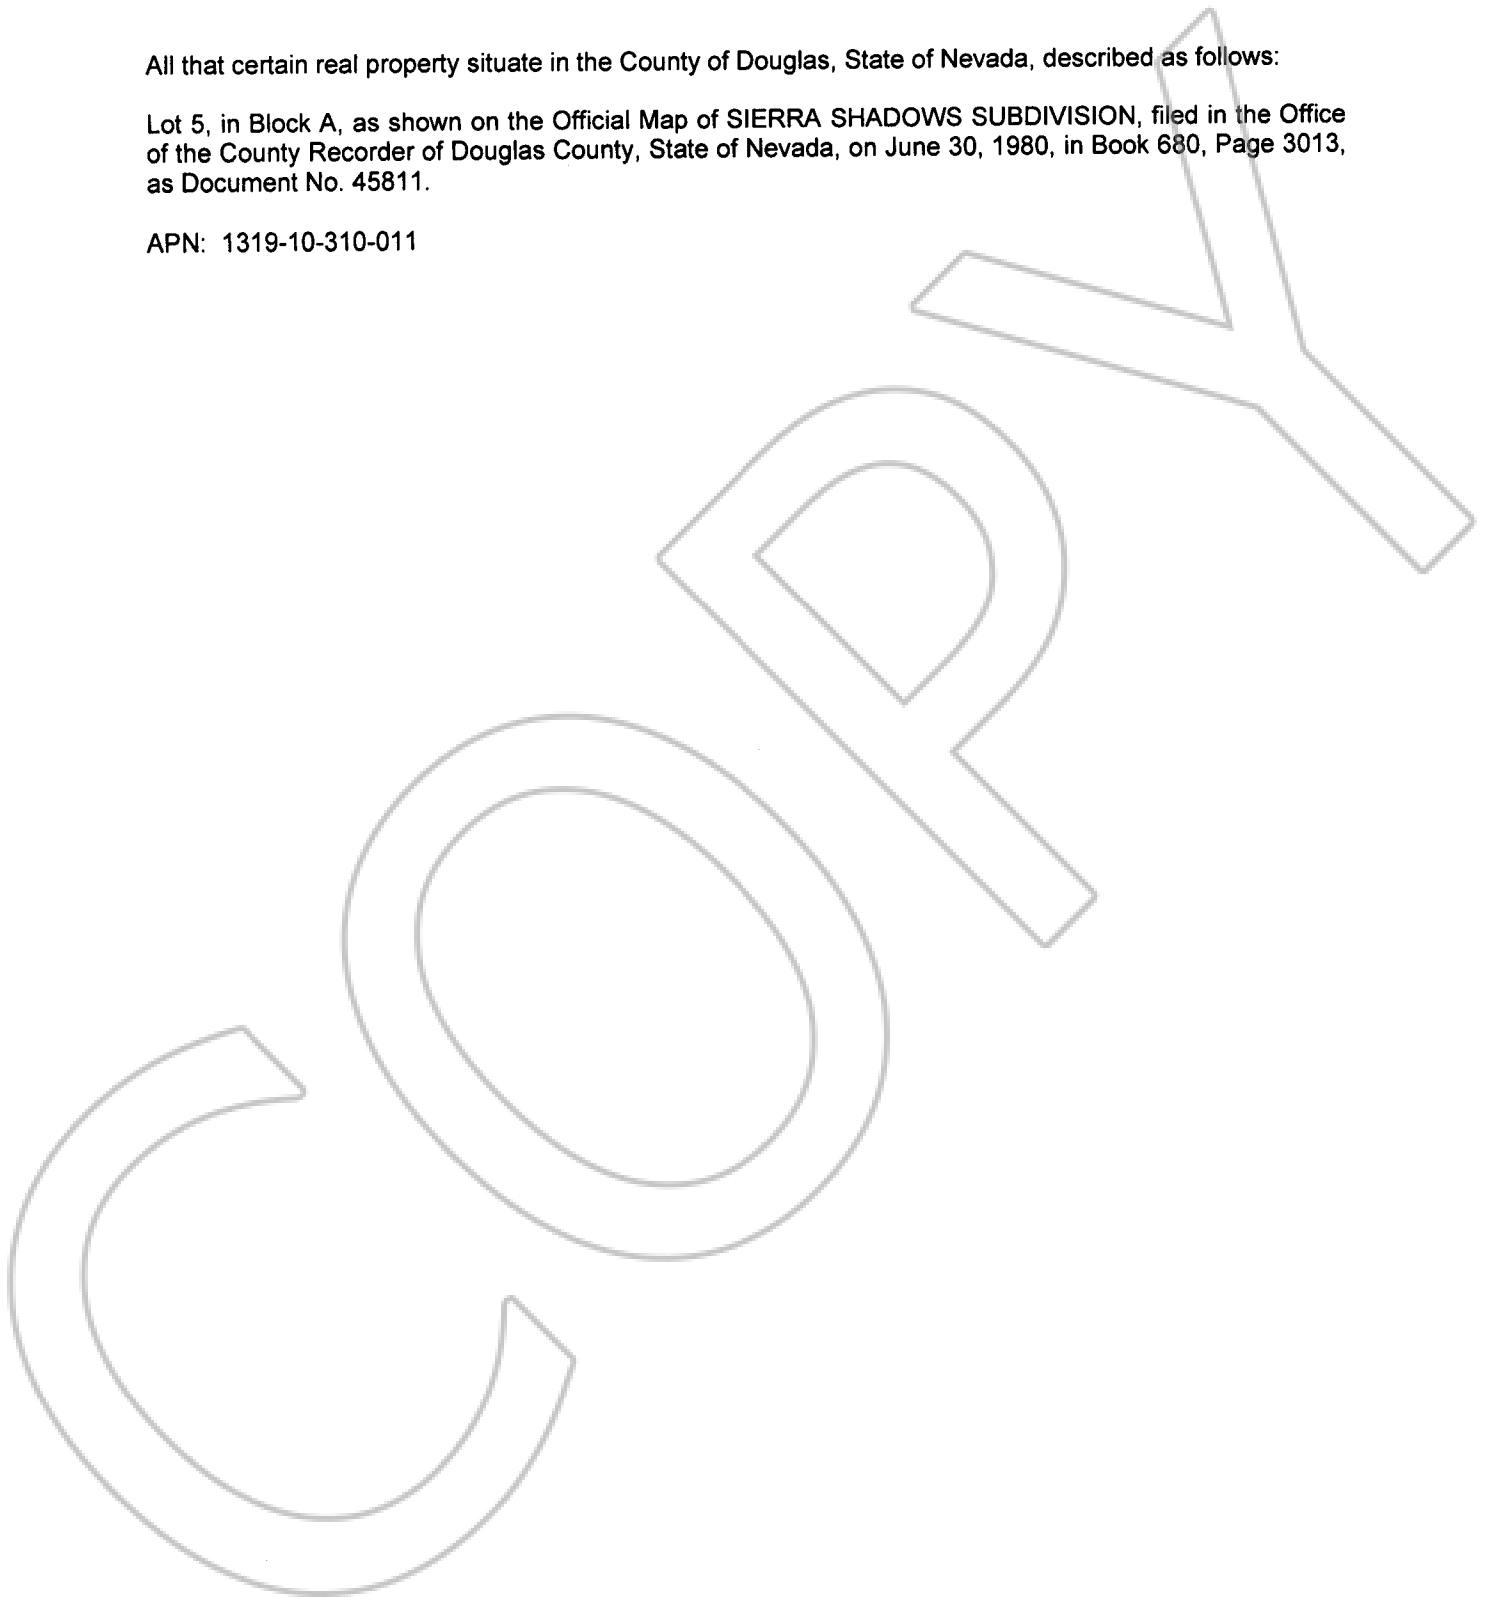 All that certain real property situate in the County of Douglas, State of Nevada, described as follows:
Lot 5, in Block A, as shown on the Official Map of SIERRA SHADOWS SUBDIVISION, filed in the Office
of the County Recorder of Douglas County, State of Nevada, on June 30, 1980, in Book 680, Page 3013,
as Document No. 45811.
APN: 1319-10-310-011
COPY